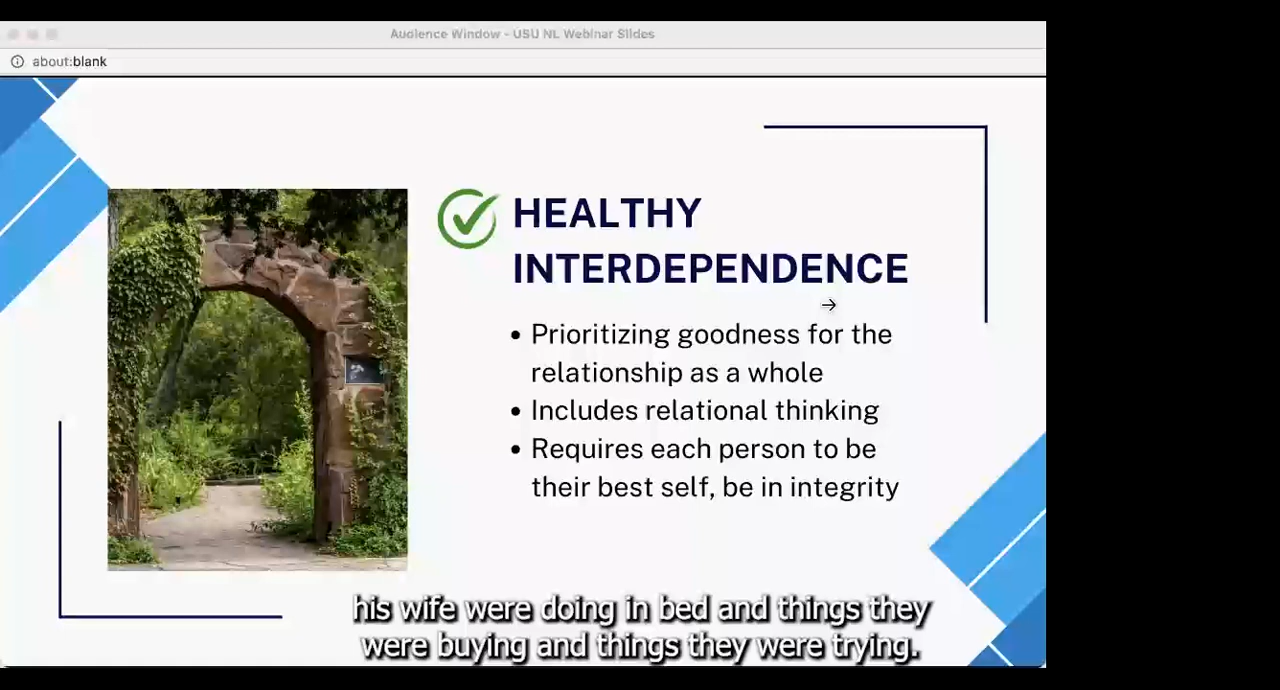 Audience Window - USU NL Webinar Slides
about:blank
HEALTHY
INTERDEPENDENCE
• Prioritizing goodness for the
relationship as a whole
• Includes relational thinking
• Requires each person to be
their best self, be in integrity
his wife were doing in bed and things they
were buying and things they were trying.